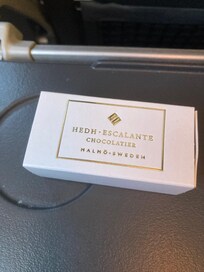 HEDH · ESCALANTE
CHOCOLATIER
MALMÖ · SWEDEN